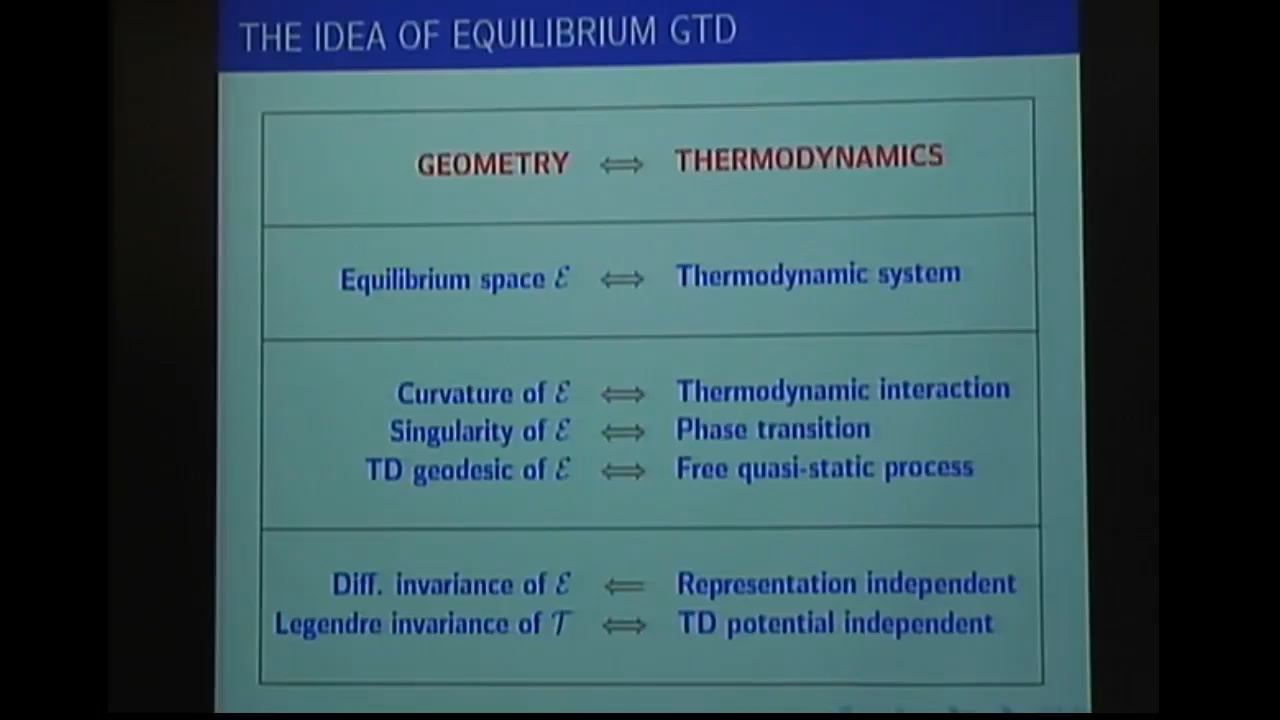 THE IDEA OF EQUILIBRIUM GTD
GEOMETRY ⟺ THERMODYNAMICS
Equilibrium space ℰ ⟺ Thermodynamic system
Curvature of ℰ ⟺ Thermodynamic interaction
Singularity of ℰ ⟺ Phase transition
TD geodesic of ℰ ⟺ Free quasi-static process
Diff. invariance of ℰ ⟸ Representation independent
Legendre invariance of 𝒯 ⟺ TD potential independent